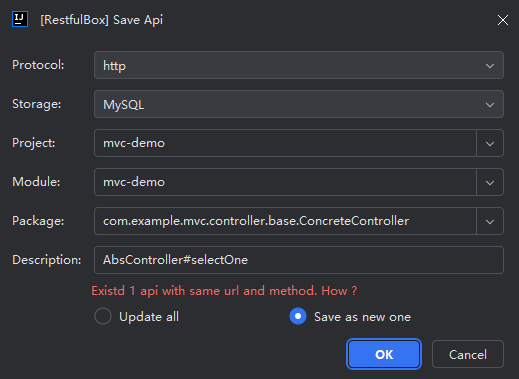 IJ [RestfulBox] Save Api
Protocol: http
Storage: MySQL
Project: mvc-demo
Module: mvc-demo
Package: com.example.mvc.controller.base.ConcreteController
Description: AbsController#selectOne
Existd 1 api with same url and method. How ?
Update all Save as new one
OK Cancel